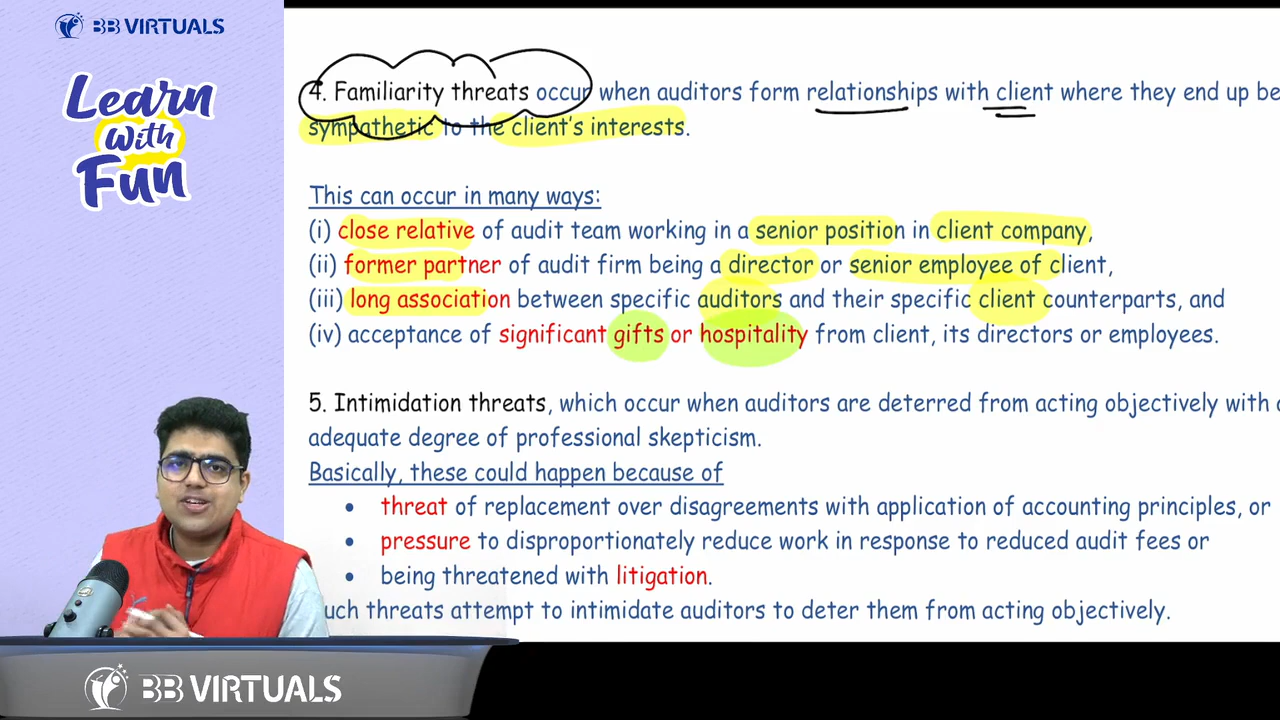 BB VIRTUALS
Learn
With
Fun
4. Familiarity threats occur when auditors form relationships with client where they end up be
sympathetic to the client's interests.
This can occur in many ways:
(i) close relative of audit team working in a senior position in client company,
(ii) former partner of audit firm being a director or senior employee of client,
(iii) long association between specific auditors and their specific client counterparts, and
(iv) acceptance of significant gifts or hospitality from client, its directors or employees.
5. Intimidation threats, which occur when auditors are deterred from acting objectively with
adequate degree of professional skepticism.
Basically, these could happen because of
• threat of replacement over disagreements with application of accounting principles, or
• pressure to disproportionately reduce work in response to reduced audit fees or
• being threatened with litigation.
uch threats attempt to intimidate auditors to deter them from acting objectively.
BB VIRTUALS